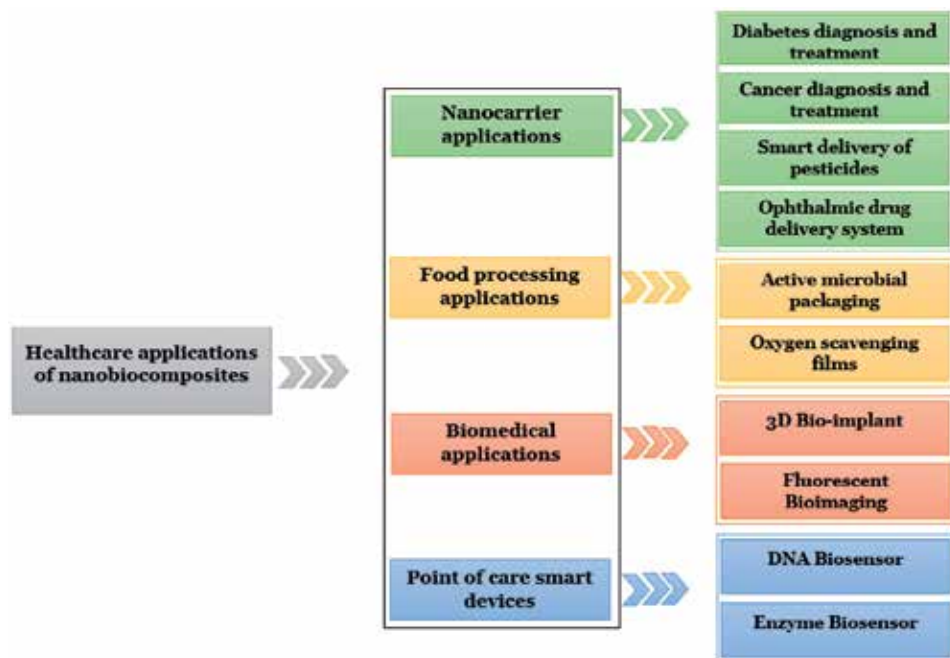 Healthcare applications
of nanobiocomposites
Nanocarrier
applications
Diabetes diagnosis and
treatment
Cancer diagnosis and
treatment
Smart delivery of
pesticides
Ophthalmic drug
delivery system
Food processing
applications
Active microbial
packaging
Oxygen scavenging
films
Biomedical
applications
3D Bio-implant
Fluorescent
Bioimaging
Point of care smart
devices
DNA Biosensor
Enzyme Biosensor